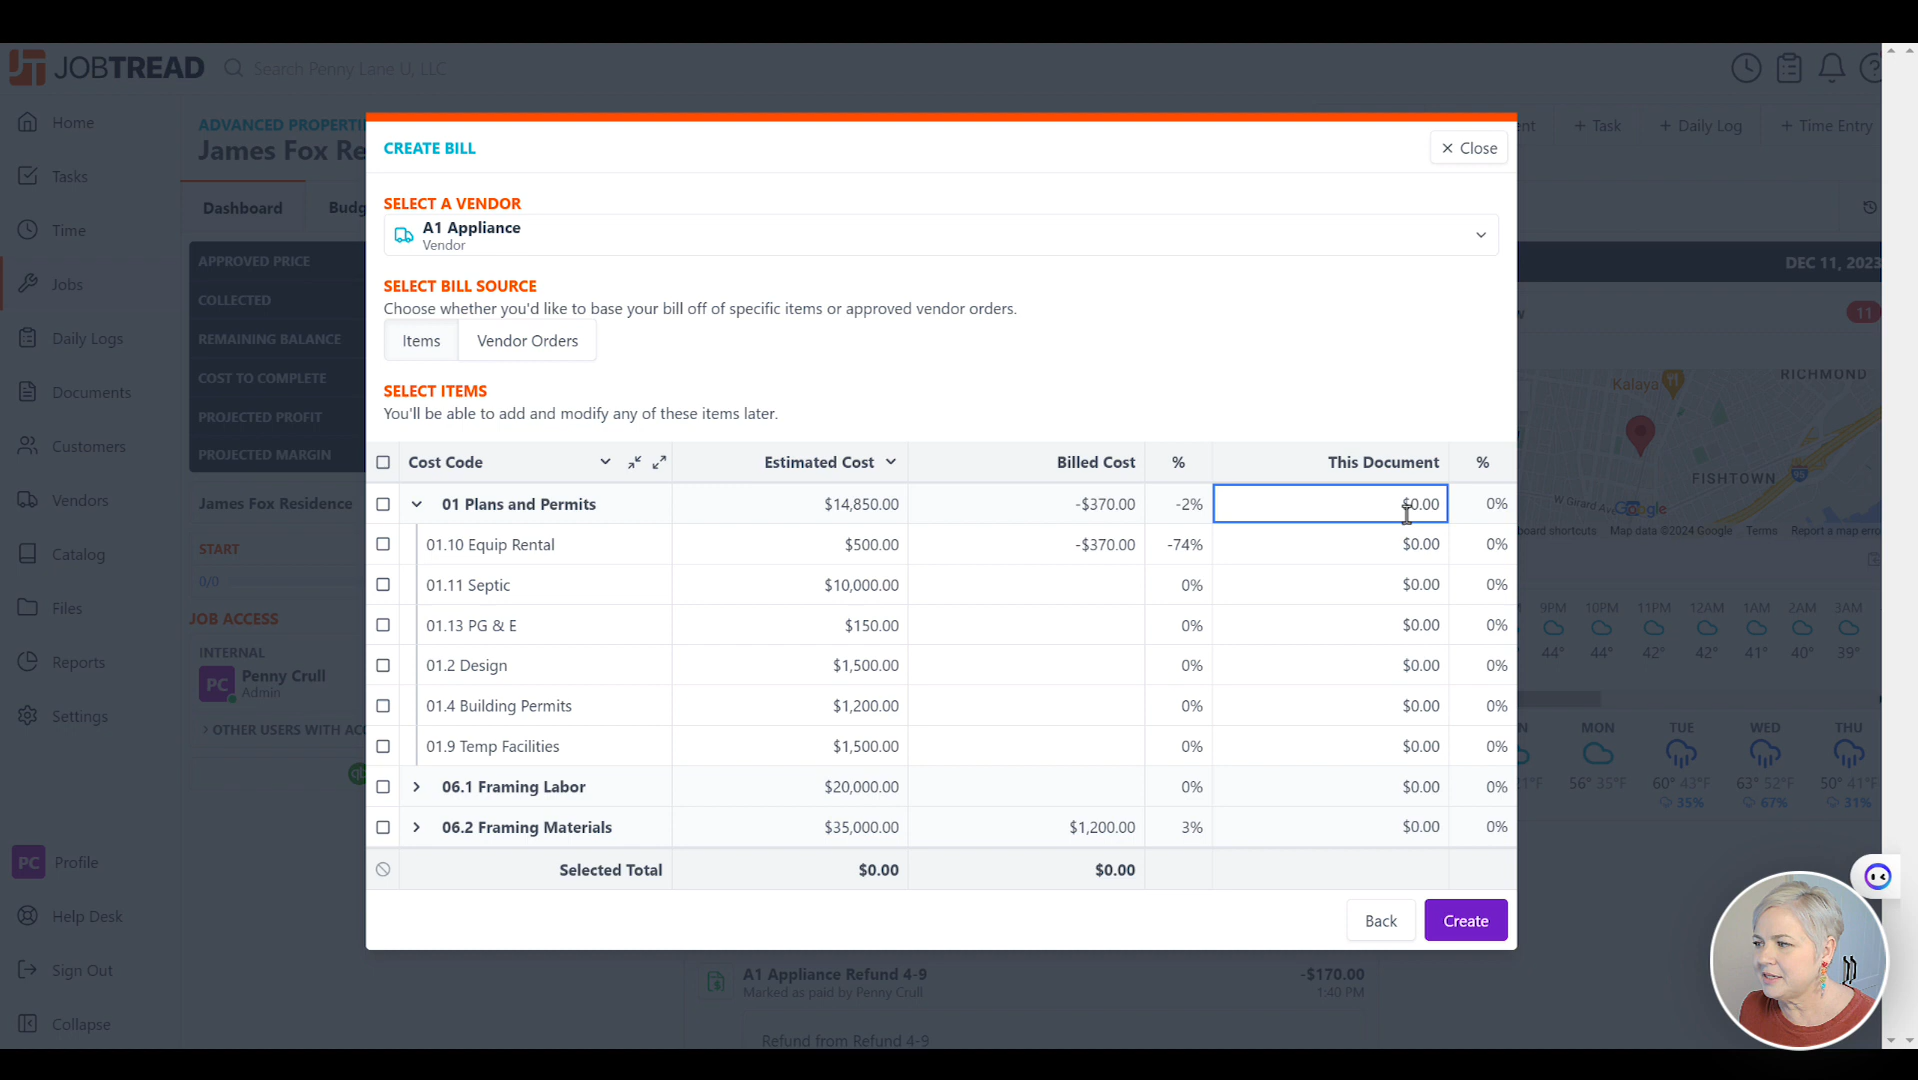 JOBTREAD
Search Penny Lane U, LLC
Home
Tasks
Time
Jobs
Daily Logs
Documents
Customers
Vendors
Catalog
Files
Reports
Settings
PC Profile
Help Desk
Sign Out
Collapse
ADVANCED PROPERTI
James Fox Re
ent
+ Task
+ Daily Log
+ Time Entry
Dashboard
Budg
APPROVED PRICE
COLLECTED
REMAINING BALANCE
COST TO COMPLETE
PROJECTED PROFIT
PROJECTED MARGIN
James Fox Residence
START
0/0
JOB ACCESS
INTERNAL
PC
Penny Crull
Admin
> OTHER USERS WITH ACC
qb
CREATE BILL
× Close
SELECT A VENDOR
A1 Appliance
Vendor
SELECT BILL SOURCE
Choose whether you'd like to base your bill off of specific items or approved vendor orders.
Items
Vendor Orders
SELECT ITEMS
You'll be able to add and modify any of these items later.
Cost Code Estimated Cost Billed Cost % This Document %
01 Plans and Permits $14,850.00 -$370.00 -2% $0.00 0%
01.10 Equip Rental $500.00 -$370.00 -74% $0.00 0%
01.11 Septic $10,000.00 0% $0.00 0%
01.13 PG & E $150.00 0% $0.00 0%
01.2 Design $1,500.00 0% $0.00 0%
01.4 Building Permits $1,200.00 0% $0.00 0%
01.9 Temp Facilities $1,500.00 0% $0.00 0%
06.1 Framing Labor $20,000.00 0% $0.00 0%
06.2 Framing Materials $35,000.00 $1,200.00 3% $0.00 0%
Selected Total $0.00 $0.00
Back
Create
A1 Appliance Refund 4-9 -$170.00
Marked as paid by Penny Crull 1:40 PM
Refund from Refund 4-9
DEC 11, 2023
11
Kalaya
RICHMOND
FISHTOWN
95
W Girard Ave
Google
board shortcuts
Map data ©2024 Google
Terms
Report a map erro
9PM 10PM 11PM 12AM 1AM 2AM 3AM
44° 44° 42° 42° 41° 40° 39°
N MON TUE WED THU
1°F 56° 35°F 60° 43°F 63° 52°F 50° 41°F
35% 67% 31%